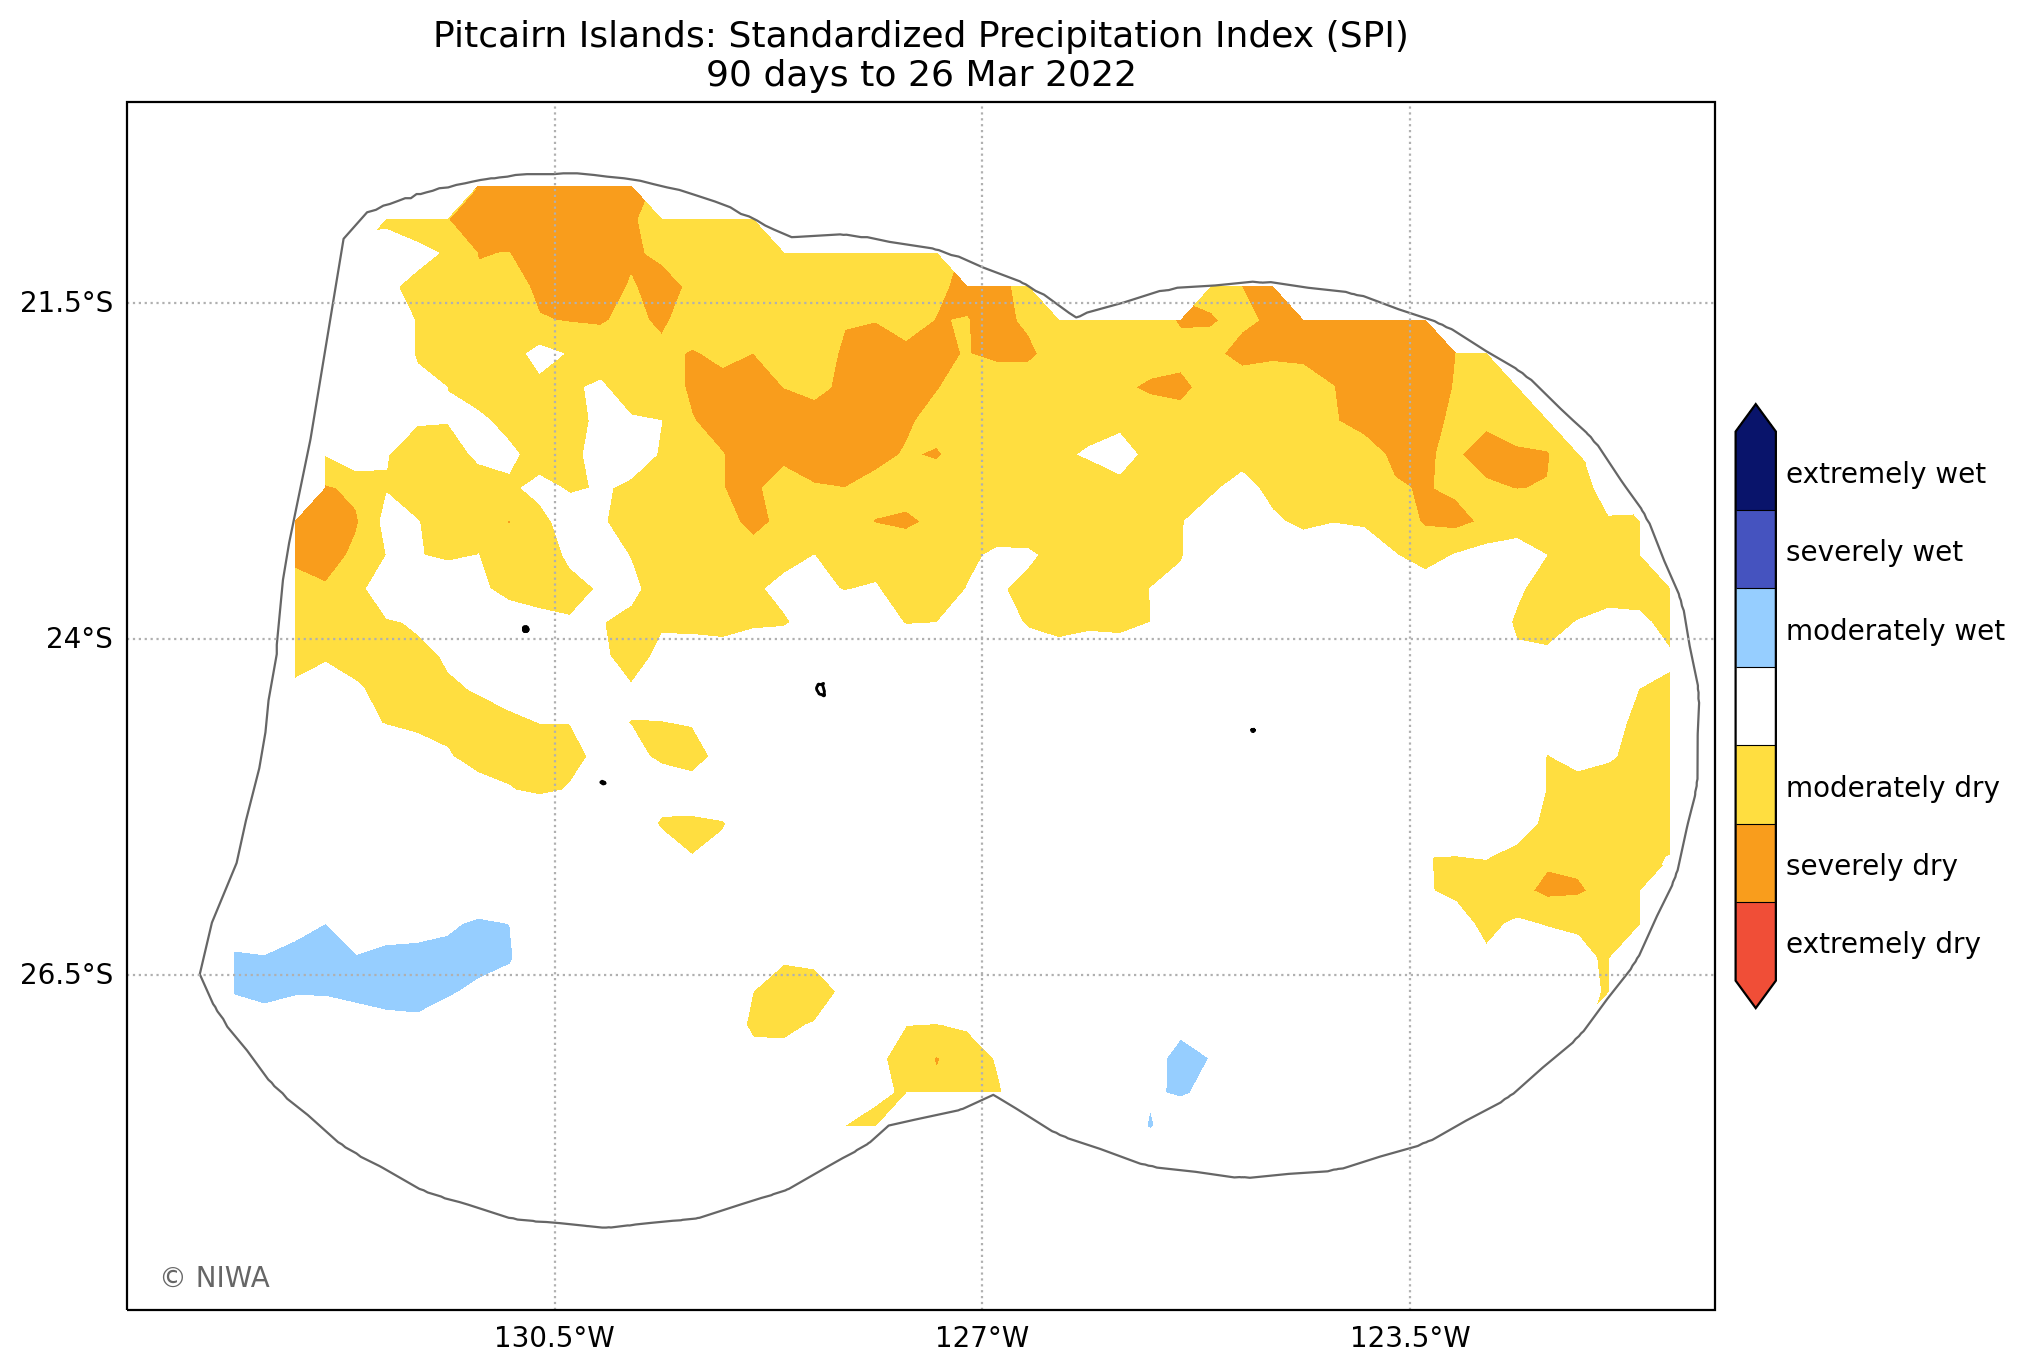 Pitcairn Islands: Standardized Precipitation Index (SPI)
90 days to 26 Mar 2022
21.5°S
24°S
26.5°S
130.5°W
127°W
123.5°W
extremely wet
severely wet
moderately wet
moderately dry
severely dry
extremely dry
© NIWA